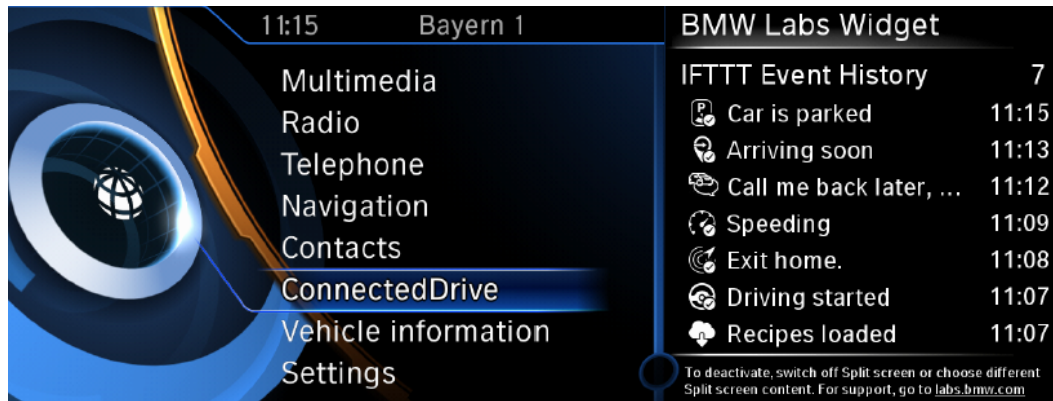 11:15 Bayern 1
Multimedia
Radio
Telephone
Navigation
Contacts
ConnectedDrive
Vehicle information
Settings
BMW Labs Widget
IFTTT Event History 7
Car is parked 11:15
Arriving soon 11:13
Call me back later, ... 11:12
Speeding 11:09
Exit home. 11:08
Driving started 11:07
Recipes loaded 11:07
To deactivate, switch off Split screen or choose different
Split screen content. For support, go to labs.bmw.com